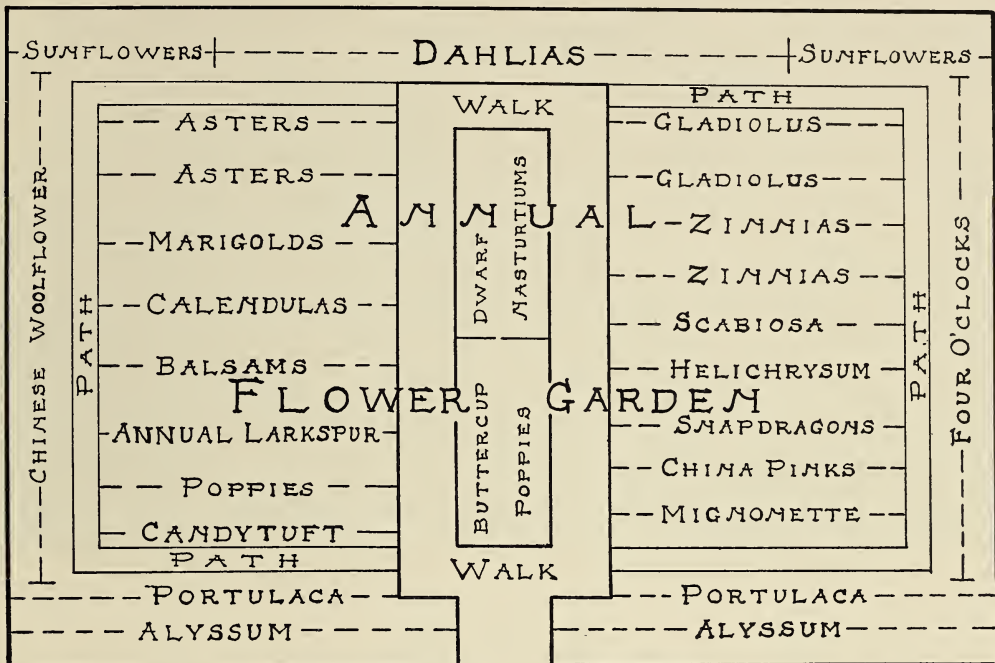 SUNFLOWERS DAHLIAS SUNFLOWERS
CHINESE WOOLFLOWER
PATH
ASTERS
ASTERS
MARIGOLDS
CALENDULAS
BALSAMS
ANNUAL LARKSPUR
POPPIES
CANDYTUFT
PATH
WALK
ANNUAL
FLOWER GARDEN
DWARF
NASTURTIUMS
BUTTERCUP
POPPIES
WALK
PATH
GLADIOLUS
GLADIOLUS
ZINNIAS
ZINNIAS
SCABIOSA
HELICHRYSUM
SNAPDRAGONS
CHINA PINKS
MIGNONETTE
PATH
FOUR O'CLOCKS
PORTULACA PORTULACA
ALYSSUM ALYSSUM